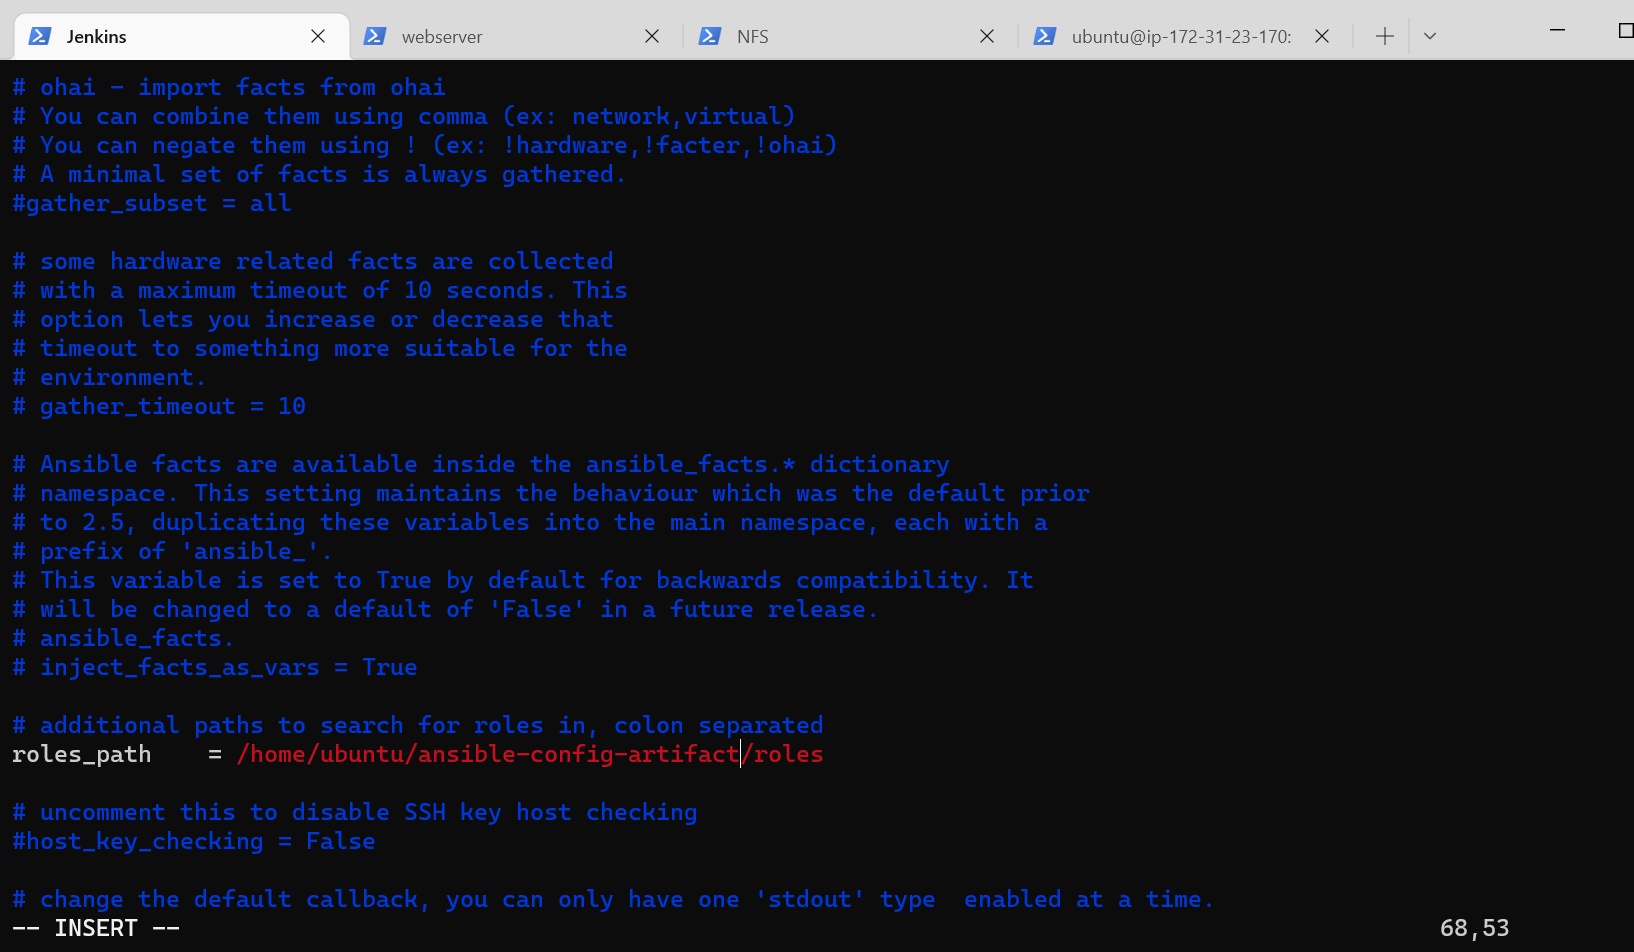 Jenkins
webserver
NFS
ubuntu@ip-172-31-23-170:
# ohai - import facts from ohai
# You can combine them using comma (ex: network,virtual)
# You can negate them using ! (ex: !hardware,!facter,!ohai)
# A minimal set of facts is always gathered.
#gather_subset = all
# some hardware related facts are collected
# with a maximum timeout of 10 seconds. This
# option lets you increase or decrease that
# timeout to something more suitable for the
# environment.
# gather_timeout = 10
# Ansible facts are available inside the ansible_facts.* dictionary
# namespace. This setting maintains the behaviour which was the default prior
# to 2.5, duplicating these variables into the main namespace, each with a
# prefix of 'ansible_'.
# This variable is set to True by default for backwards compatibility. It
# will be changed to a default of 'False' in a future release.
# ansible_facts.
# inject_facts_as_vars = True
# additional paths to search for roles in, colon separated
roles_path    = /home/ubuntu/ansible-config-artifact/roles
# uncomment this to disable SSH key host checking
#host_key_checking = False
# change the default callback, you can only have one 'stdout' type  enabled at a time.
-- INSERT --
68,53